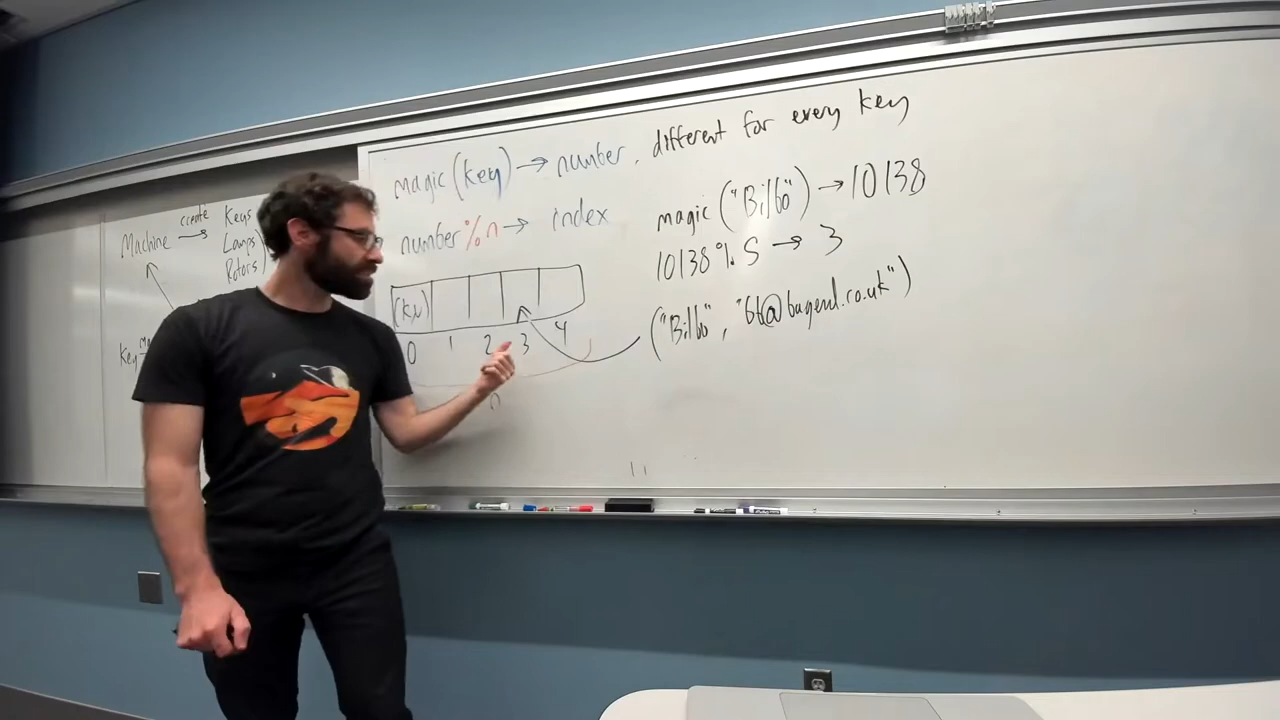 Machine create → Keys
Lamps
Rotors
Key
magic(key) → number, different for every key
number % n → index
(k,v)
0 1 2 3 4
n
magic("Bilbo") → 10138
10138 % 5 → 3
("Bilbo", "bb@bagend.co.uk")